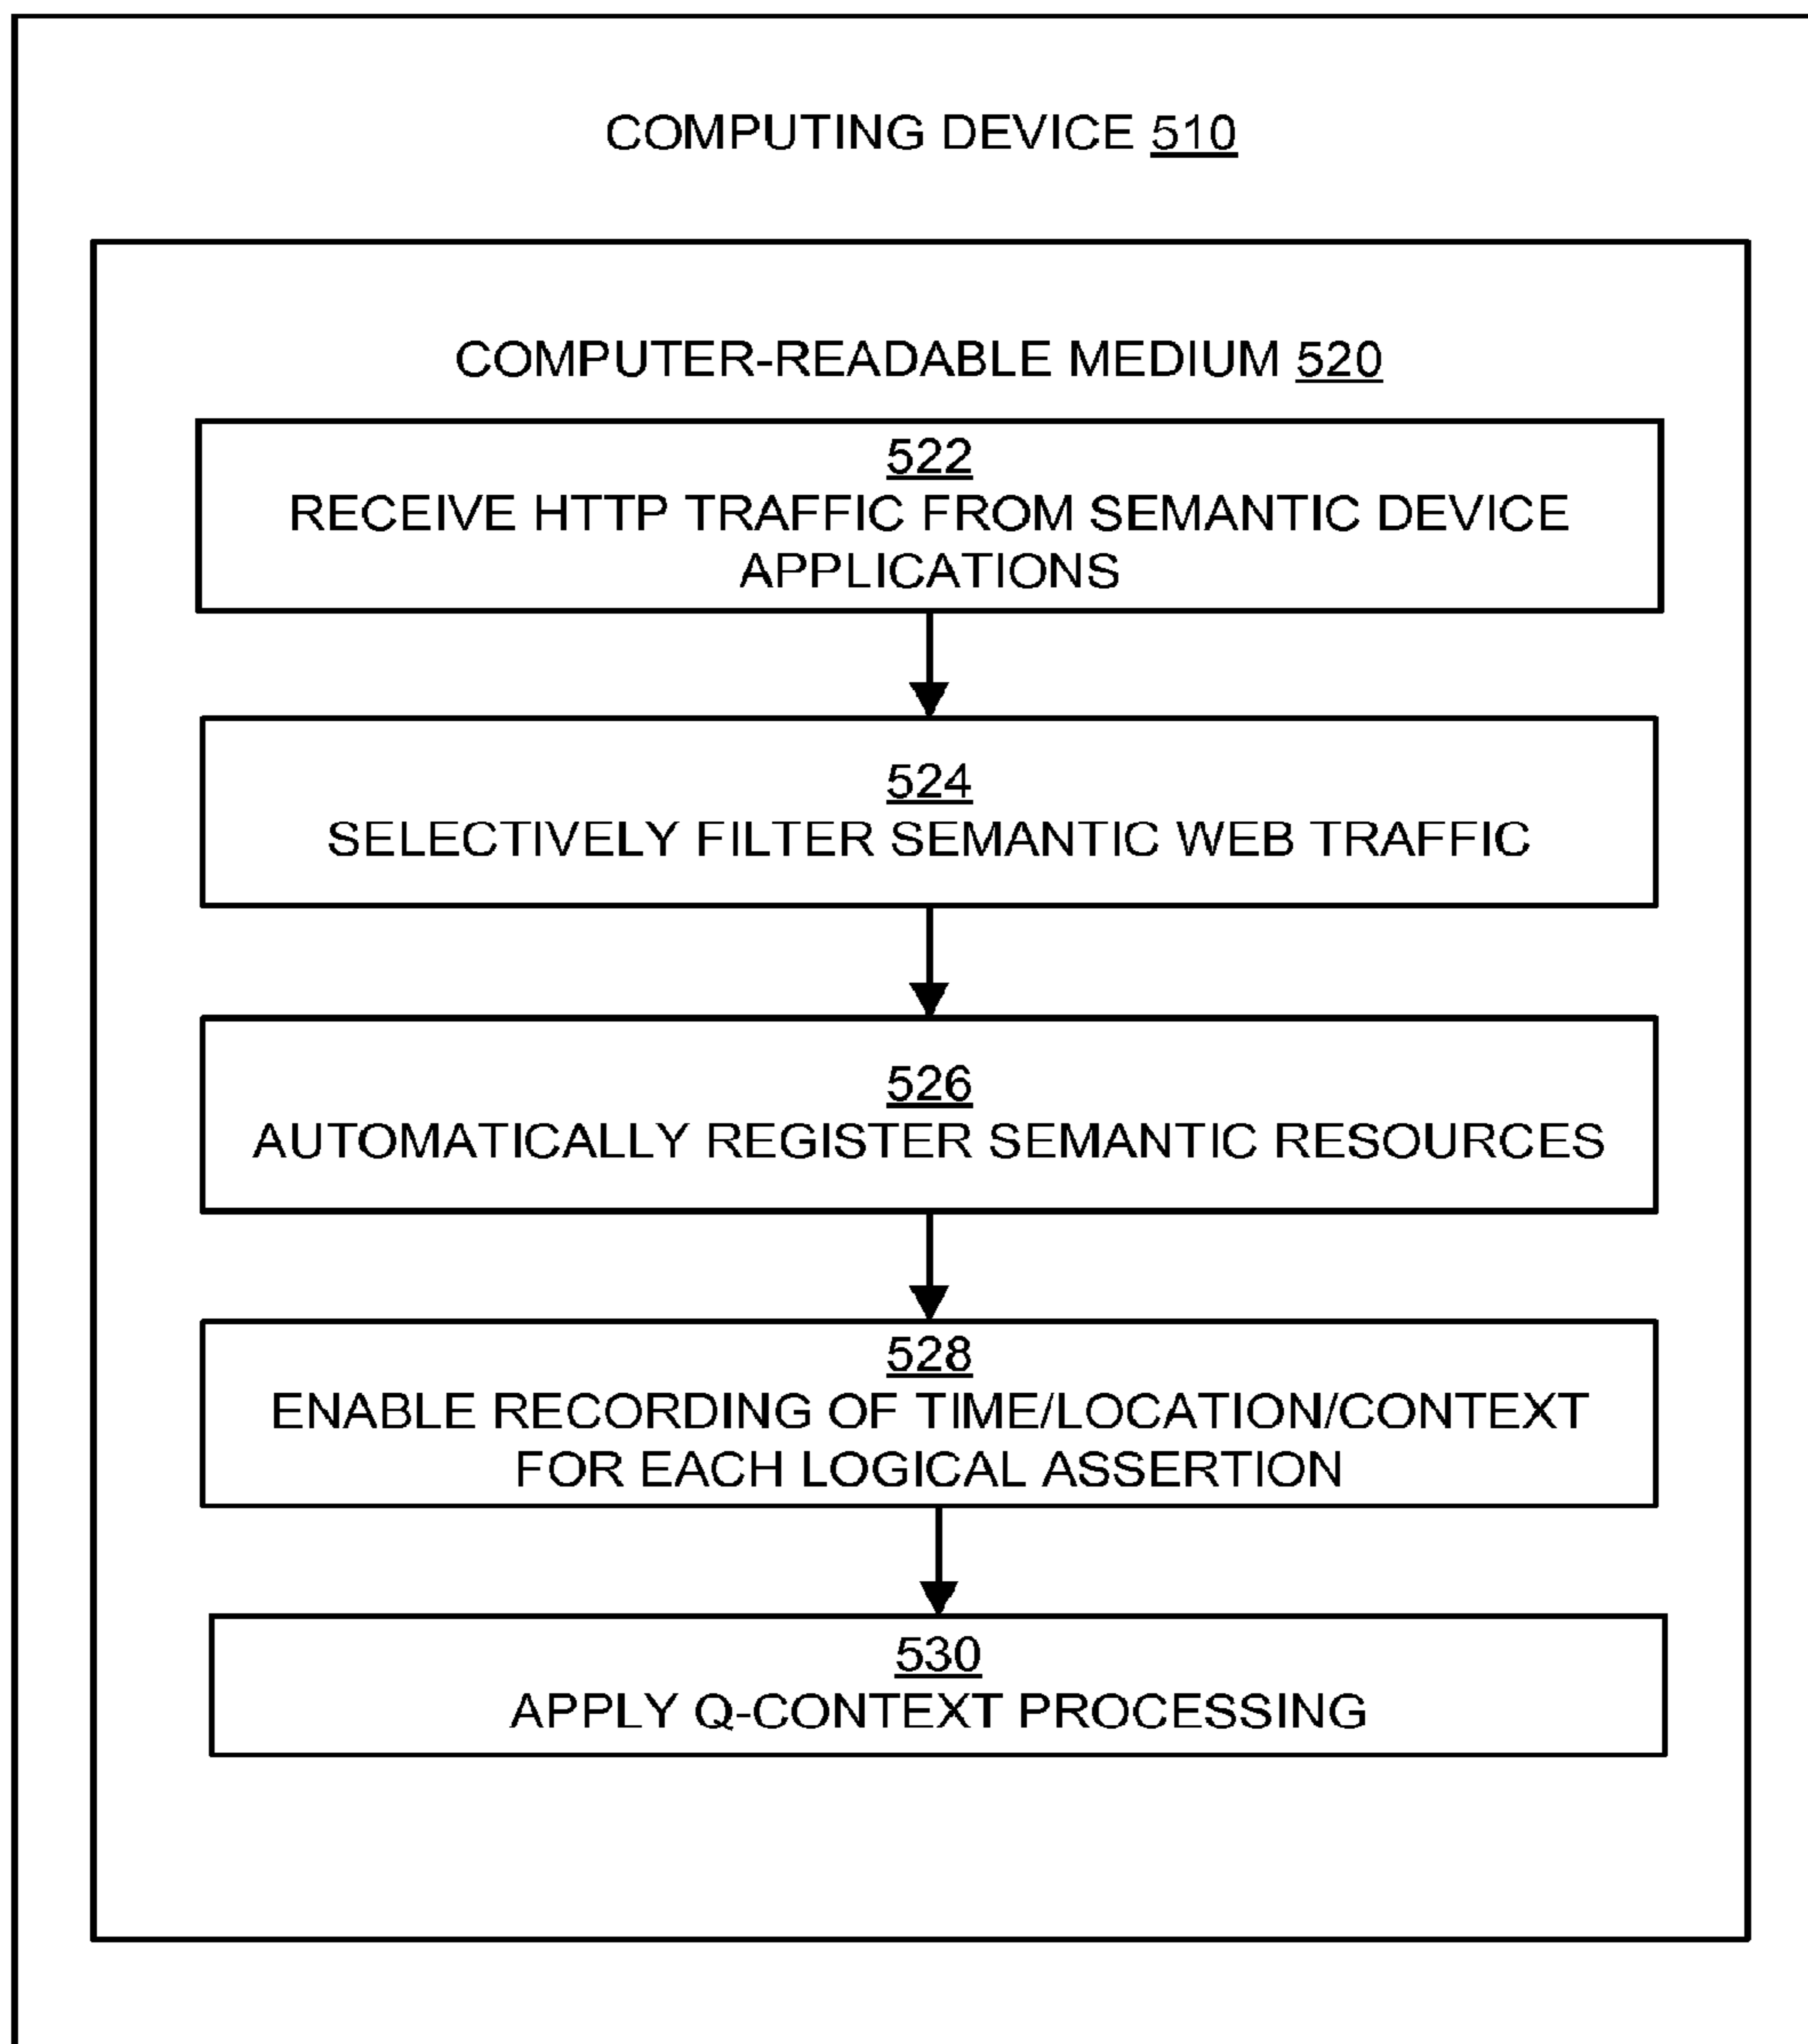 COMPUTING DEVICE 510
COMPUTER-READABLE MEDIUM 520
522
RECEIVE HTTP TRAFFIC FROM SEMANTIC DEVICE
APPLICATIONS
524
SELECTIVELY FILTER SEMANTIC WEB TRAFFIC
526
AUTOMATICALLY REGISTER SEMANTIC RESOURCES
528
ENABLE RECORDING OF TIME/LOCATION/CONTEXT
FOR EACH LOGICAL ASSERTION
530
APPLY Q-CONTEXT PROCESSING